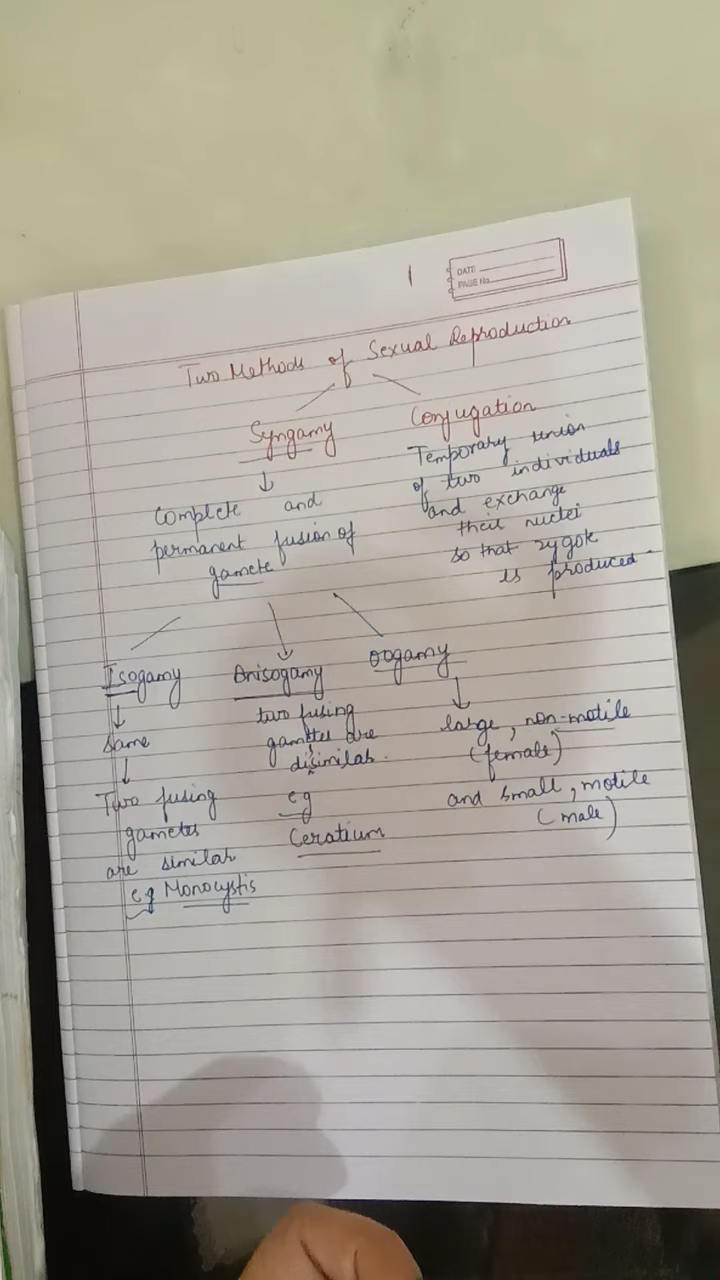 1
DATE
PAGE No.
Two Methods of Sexual Reproduction
Syngamy
Complete and
permanent fusion of
gamete
Conjugation
Temporary union
of two individuals
and exchange
their nuclei
so that zygote
is produced.
Isogamy
same
Two fusing
gametes
are similar
eg Monocystis
Anisogamy
two fusing
gametes are
disimilar.
eg
Ceratium
Oogamy
large, non-motile
(female)
and small, motile
(male)